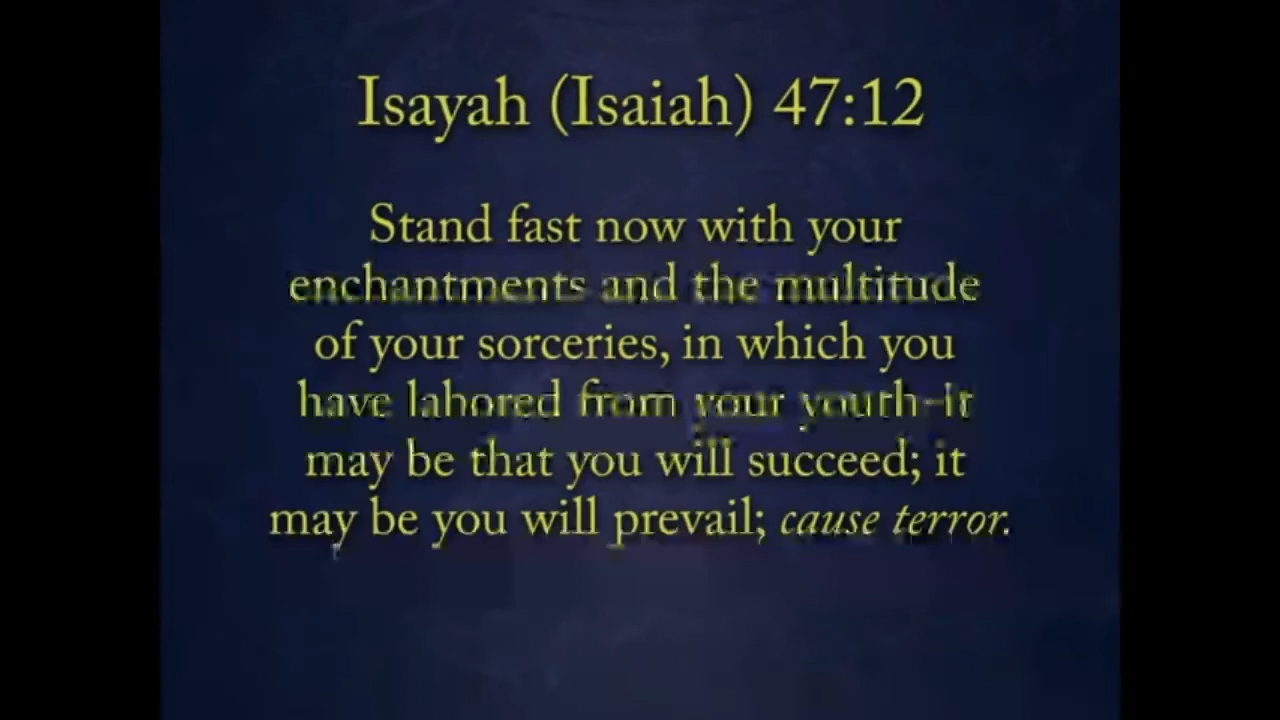 Isayah (Isaiah) 47:12
Stand fast now with your
enchantments and the multitude
of your sorceries, in which you
have labored from your youth-it
may be that you will succeed; it
may be you will prevail; cause terror.